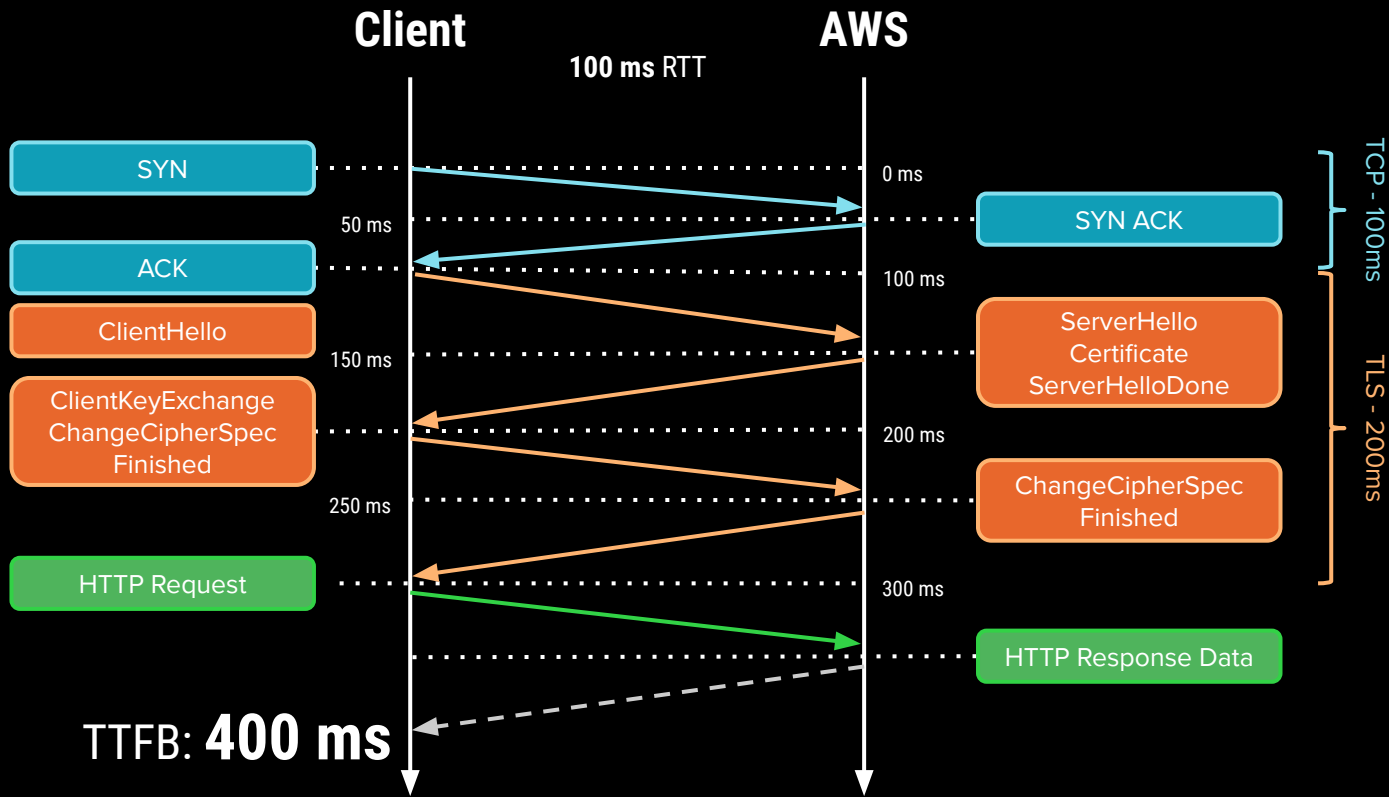 Client
AWS
100 ms RTT
SYN
0 ms
SYN ACK
50 ms
ACK
100 ms
ClientHello
ServerHello
Certificate
ServerHelloDone
150 ms
ClientKeyExchange
ChangeCipherSpec
Finished
200 ms
ChangeCipherSpec
Finished
250 ms
HTTP Request
300 ms
HTTP Response Data
TTFB: 400 ms
TCP - 100ms
TLS - 200ms